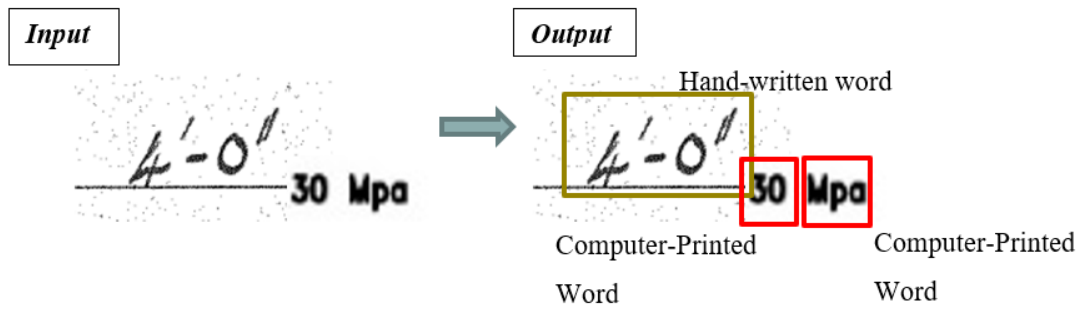 Input
4'-0"
30 Mpa
Output
Hand-written word
4'-0"
30 Mpa
Computer-Printed
Word
Computer-Printed
Word